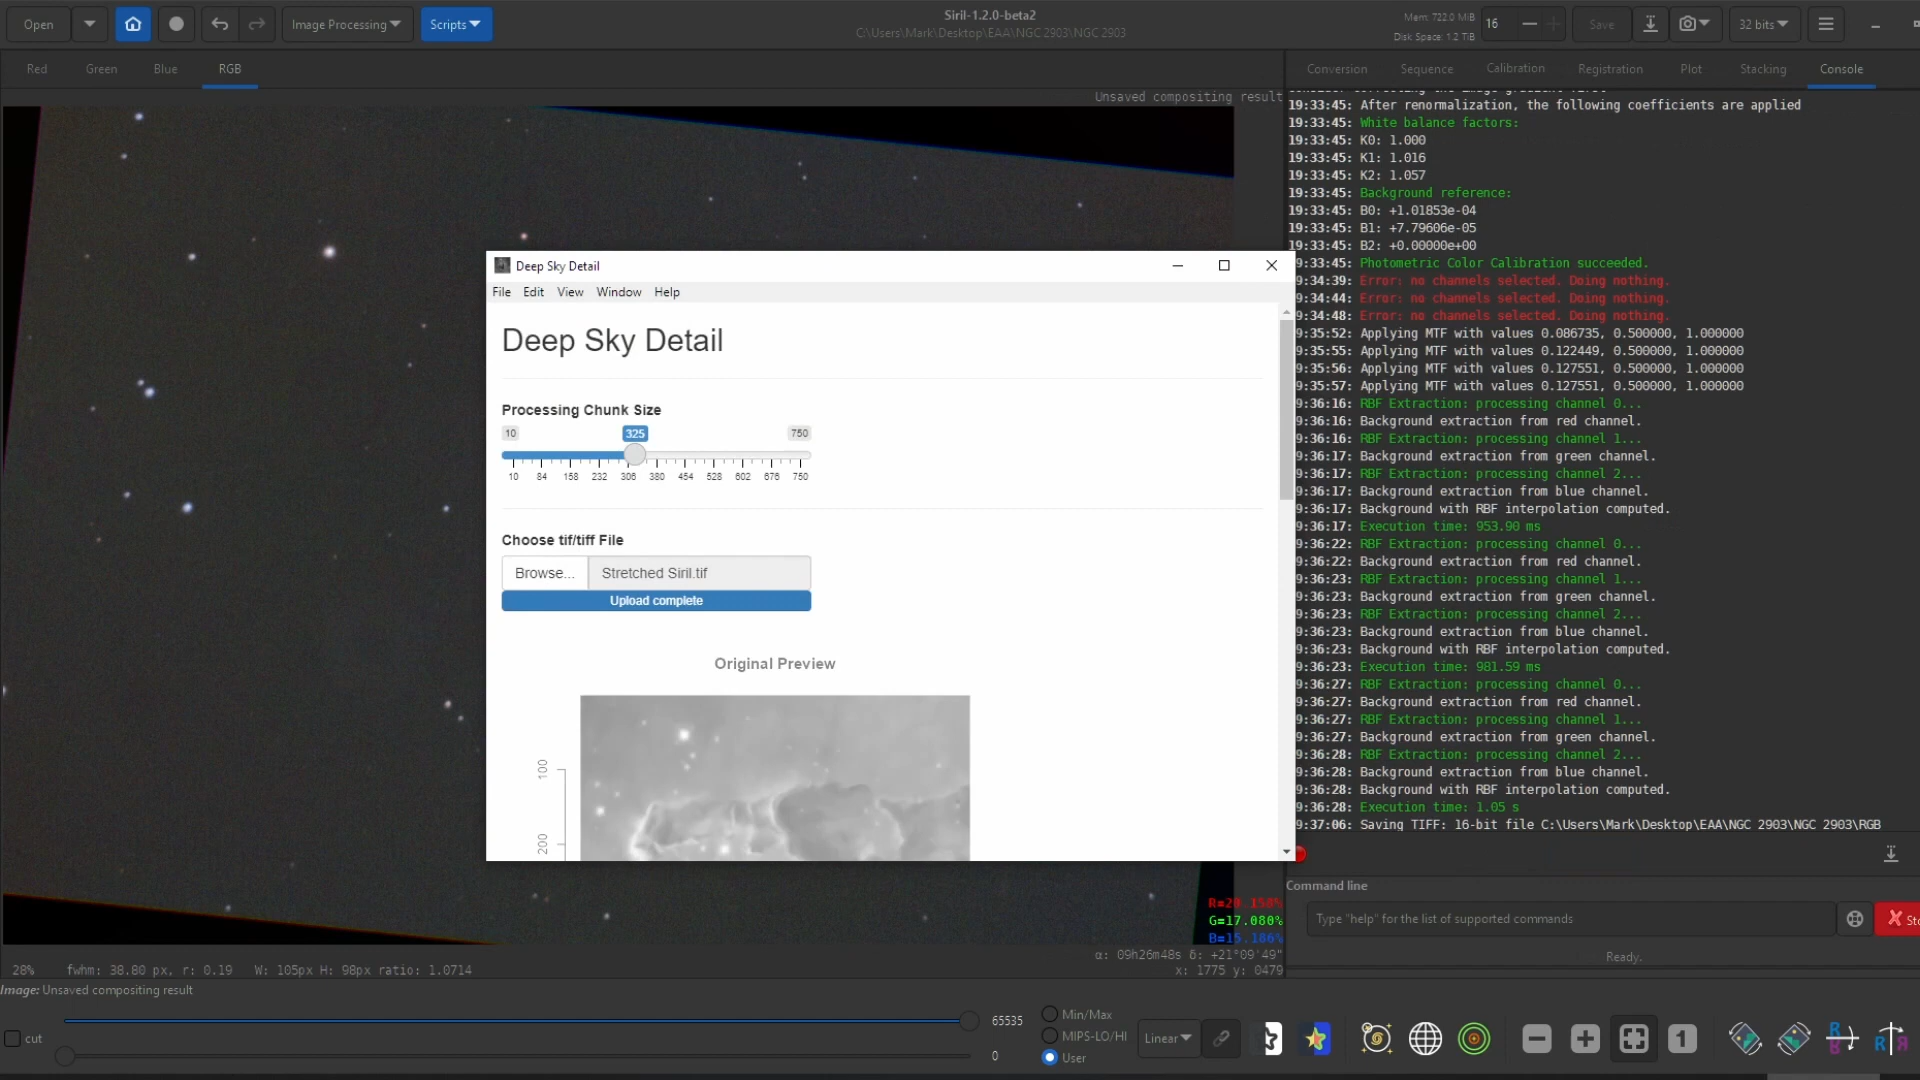 Open
Image Processing
Scripts
Siril-1.2.0-beta2
C:\Users\Mark\Desktop\EAA\NGC 2903\NGC 2903
Mem: 722.0 MiB
Disk Space: 1.2 TiB
16
Save
32 bits
Red
Green
Blue
RGB
Conversion
Sequence
Calibration
Registration
Plot
Stacking
Console
Unsaved compositing result
19:33:45: After renormalization, the following coefficients are applied
19:33:45: White balance factors:
19:33:45: K0: 1.000
19:33:45: K1: 1.016
19:33:45: K2: 1.057
19:33:45: Background reference:
19:33:45: B0: +1.01853e-04
19:33:45: B1: +7.79606e-05
19:33:45: B2: +0.00000e+00
9:33:45: Photometric Color Calibration succeeded.
9:34:39: Error: no channels selected. Doing nothing.
9:34:44: Error: no channels selected. Doing nothing.
9:34:48: Error: no channels selected. Doing nothing.
9:35:52: Applying MTF with values 0.086735, 0.500000, 1.000000
9:35:55: Applying MTF with values 0.122449, 0.500000, 1.000000
9:35:56: Applying MTF with values 0.127551, 0.500000, 1.000000
9:35:57: Applying MTF with values 0.127551, 0.500000, 1.000000
9:36:16: RBF Extraction: processing channel 0...
9:36:16: Background extraction from red channel.
9:36:16: RBF Extraction: processing channel 1...
9:36:17: Background extraction from green channel.
9:36:17: RBF Extraction: processing channel 2...
9:36:17: Background extraction from blue channel.
9:36:17: Background with RBF interpolation computed.
9:36:17: Execution time: 953.90 ms
9:36:22: RBF Extraction: processing channel 0...
9:36:22: Background extraction from red channel.
9:36:23: RBF Extraction: processing channel 1...
9:36:23: Background extraction from green channel.
9:36:23: RBF Extraction: processing channel 2...
9:36:23: Background extraction from blue channel.
9:36:23: Background with RBF interpolation computed.
9:36:23: Execution time: 981.59 ms
9:36:27: RBF Extraction: processing channel 0...
9:36:27: Background extraction from red channel.
9:36:27: RBF Extraction: processing channel 1...
9:36:27: Background extraction from green channel.
9:36:28: RBF Extraction: processing channel 2...
9:36:28: Background extraction from blue channel.
9:36:28: Background with RBF interpolation computed.
9:36:28: Execution time: 1.05 s
9:37:06: Saving TIFF: 16-bit file C:\Users\Mark\Desktop\EAA\NGC 2903\NGC 2903\RGB
Deep Sky Detail
File Edit View Window Help
Deep Sky Detail
Processing Chunk Size
10 325 750
10 84 158 232 306 380 454 528 602 676 750
Choose tif/tiff File
Browse... Stretched Siril.tif
Upload complete
Original Preview
100
200
Command line
Type "help" for the list of supported commands
Sto
Ready.
R=20.158%
G=17.080%
B=15.186%
α: 09h26m48s δ: +21°09'49"
x: 1775 y: 0479
28% fwhm: 38.80 px, r: 0.19 W: 105px H: 98px ratio: 1.0714
Image: Unsaved compositing result
cut
65535
0
Min/Max
MIPS-LO/HI
User
Linear
1